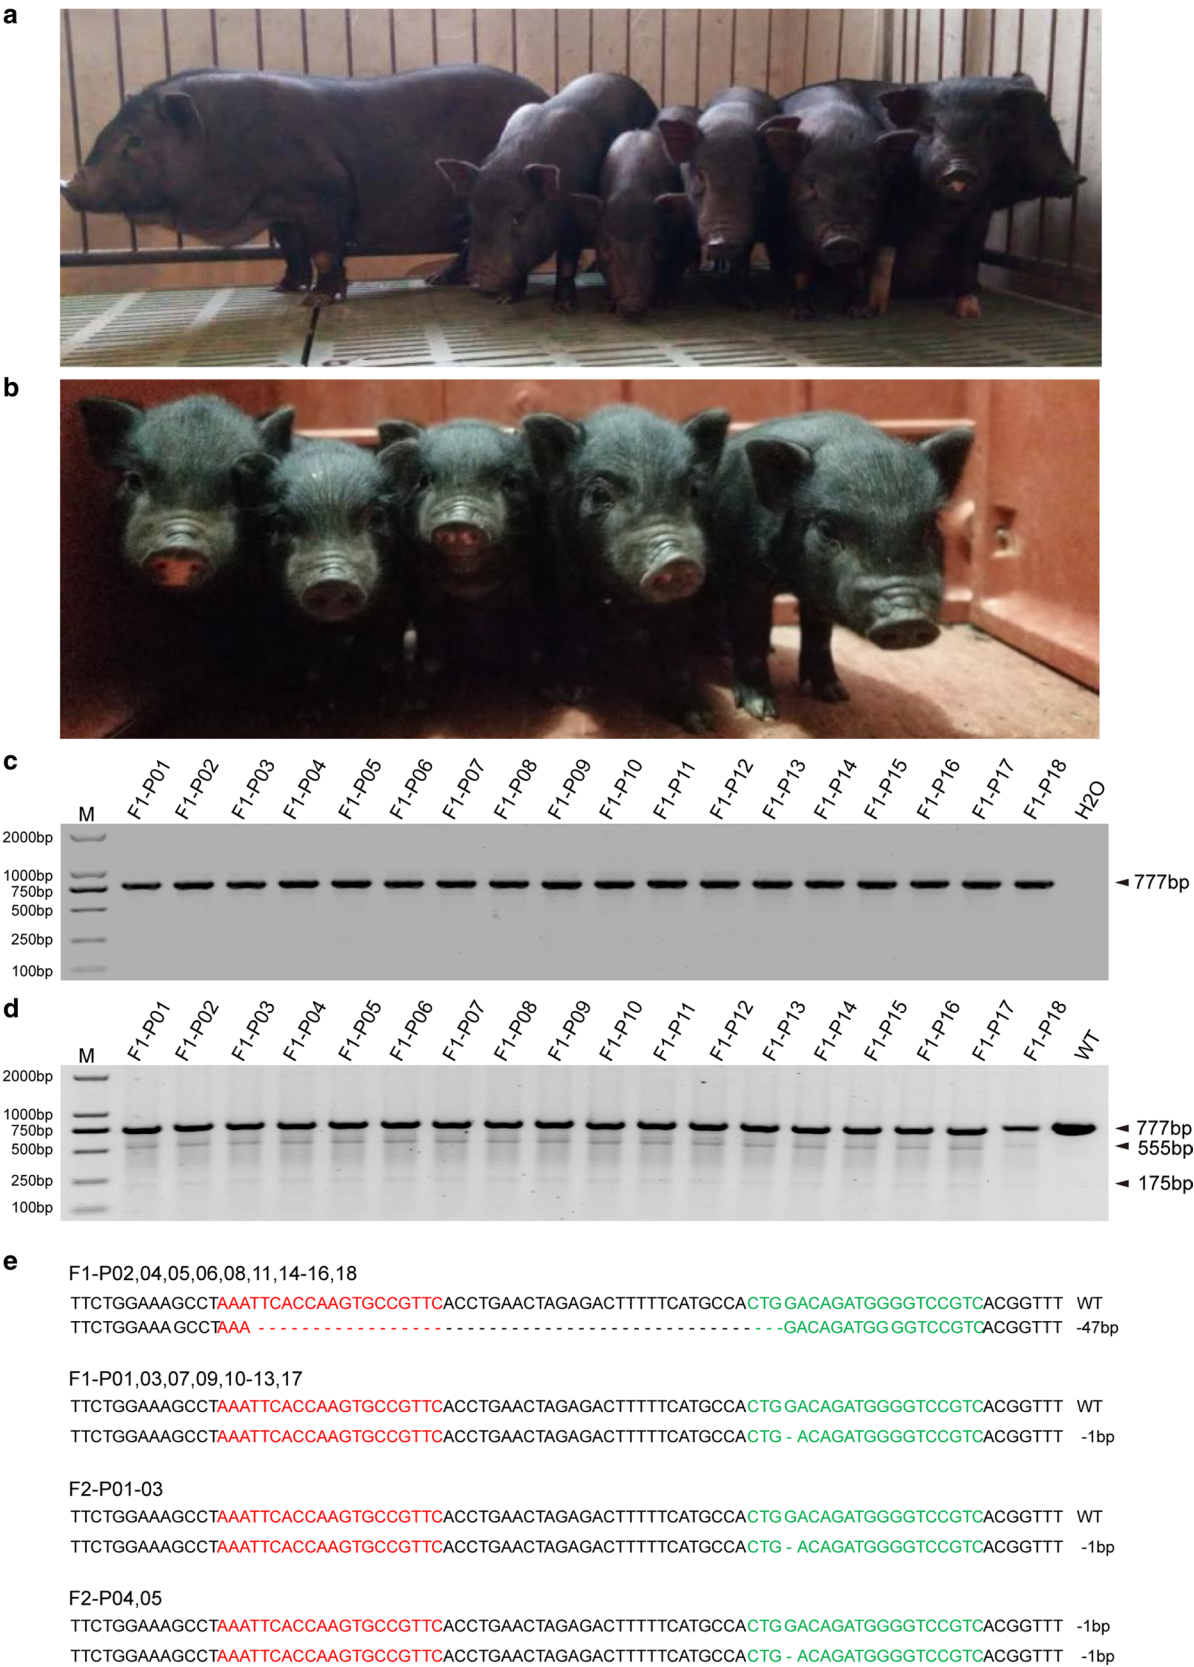 a
b
c
F1-P01 F1-P02 F1-P03 F1-P04 F1-P05 F1-P06 F1-P07 F1-P08 F1-P09 F1-P10 F1-P11 F1-P12 F1-P13 F1-P14 F1-P15 F1-P16 F1-P17 F1-P18 H2O
M
2000bp
1000bp
750bp
500bp
250bp
100bp
777bp
d
F1-P01 F1-P02 F1-P03 F1-P04 F1-P05 F1-P06 F1-P07 F1-P08 F1-P09 F1-P10 F1-P11 F1-P12 F1-P13 F1-P14 F1-P15 F1-P16 F1-P17 F1-P18 WT
M
2000bp
1000bp
750bp
500bp
250bp
100bp
777bp
555bp
175bp
e
F1-P02,04,05,06,08,11,14-16,18
TTCTGGAAAGCCTAAATTCACCAAGTGCCGTTCACCTGAACTAGAGACTTTTTCATGCCACTGGACAGATGGGGTCCGTCACGGTTT WT
TTCTGGAAAGCCTAAA -----------------------------------------------GACAGATGGGGTCCGTCACGGTTT -47bp
F1-P01,03,07,09,10-13,17
TTCTGGAAAGCCTAAATTCACCAAGTGCCGTTCACCTGAACTAGAGACTTTTTCATGCCACTGGACAGATGGGGTCCGTCACGGTTT WT
TTCTGGAAAGCCTAAATTCACCAAGTGCCGTTCACCTGAACTAGAGACTTTTTCATGCCACTG-ACAGATGGGGTCCGTCACGGTTT -1bp
F2-P01-03
TTCTGGAAAGCCTAAATTCACCAAGTGCCGTTCACCTGAACTAGAGACTTTTTCATGCCACTGGACAGATGGGGTCCGTCACGGTTT WT
TTCTGGAAAGCCTAAATTCACCAAGTGCCGTTCACCTGAACTAGAGACTTTTTCATGCCACTG-ACAGATGGGGTCCGTCACGGTTT -1bp
F2-P04,05
TTCTGGAAAGCCTAAATTCACCAAGTGCCGTTCACCTGAACTAGAGACTTTTTCATGCCACTGGACAGATGGGGTCCGTCACGGTTT -1bp
TTCTGGAAAGCCTAAATTCACCAAGTGCCGTTCACCTGAACTAGAGACTTTTTCATGCCACTG-ACAGATGGGGTCCGTCACGGTTT -1bp